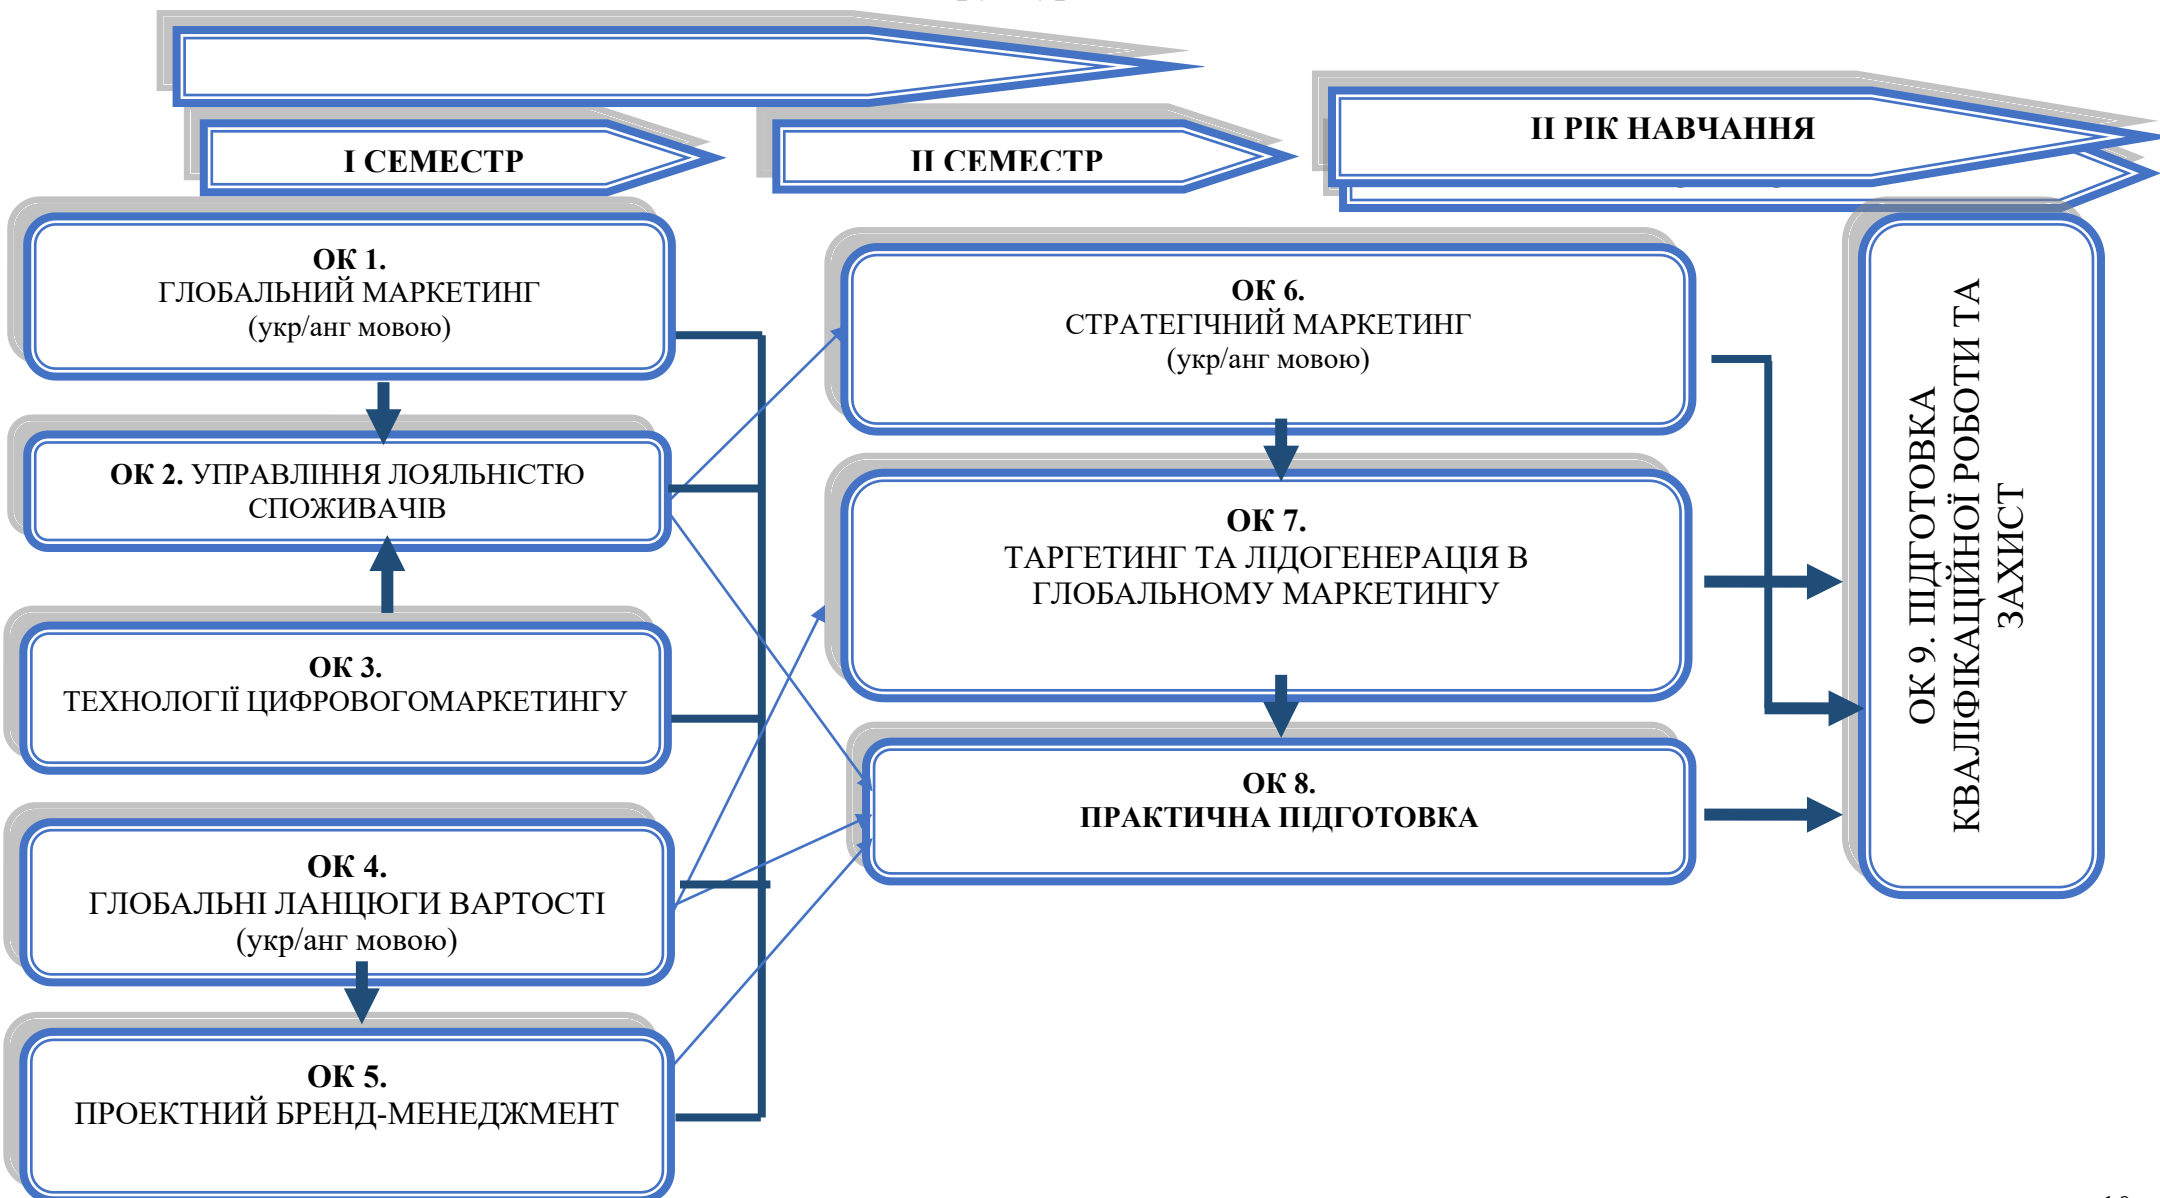 І СЕМЕСТР
ІІ СЕМЕСТР
ІІ РІК НАВЧАННЯ
ОК 1.
ГЛОБАЛЬНИЙ МАРКЕТИНГ
(укр/анг мовою)
ОК 2. УПРАВЛІННЯ ЛОЯЛЬНІСТЮ
СПОЖИВАЧІВ
ОК 3.
ТЕХНОЛОГІЇ ЦИФРОВОГОМАРКЕТИНГУ
ОК 4.
ГЛОБАЛЬНІ ЛАНЦЮГИ ВАРТОСТІ
(укр/анг мовою)
ОК 5.
ПРОЕКТНИЙ БРЕНД-МЕНЕДЖМЕНТ
ОК 6.
СТРАТЕГІЧНИЙ МАРКЕТИНГ
(укр/анг мовою)
ОК 7.
ТАРГЕТИНГ ТА ЛІДОГЕНЕРАЦІЯ В
ГЛОБАЛЬНОМУ МАРКЕТИНГУ
ОК 8.
ПРАКТИЧНА ПІДГОТОВКА
ОК 9. ПІДГОТОВКА
КВАЛІФІКАЦІЙНОЇ РОБОТИ ТА
ЗАХИСТ